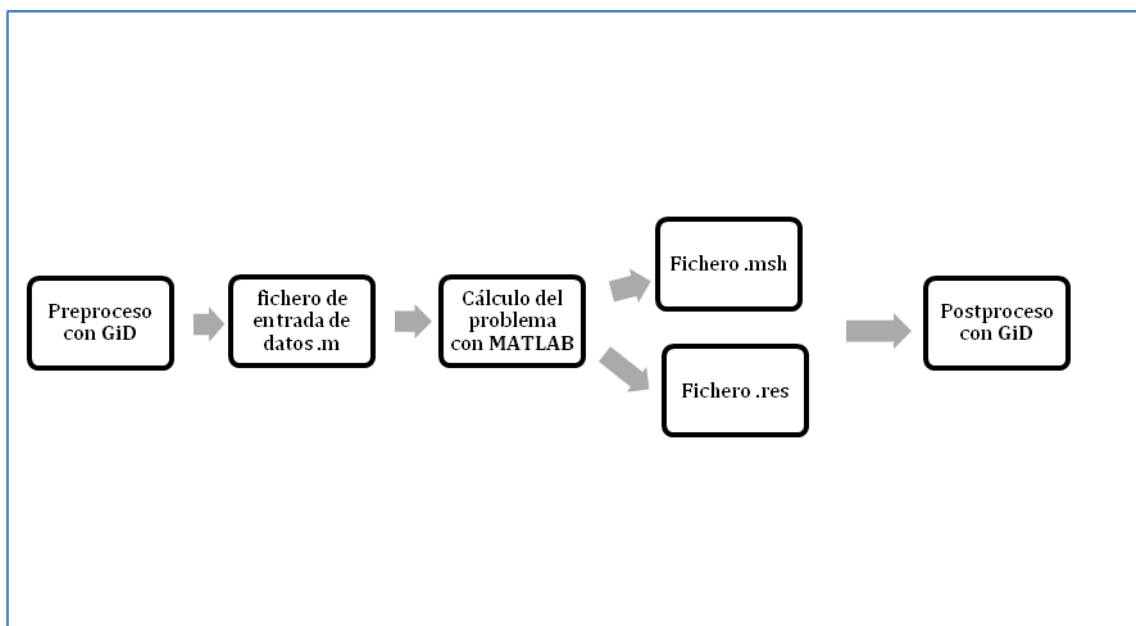 Preproceso
con GiD
fichero de
entrada de
datos .m
Cálculo del
problema
con MATLAB
Fichero .msh
Fichero .res
Postproceso
con GiD